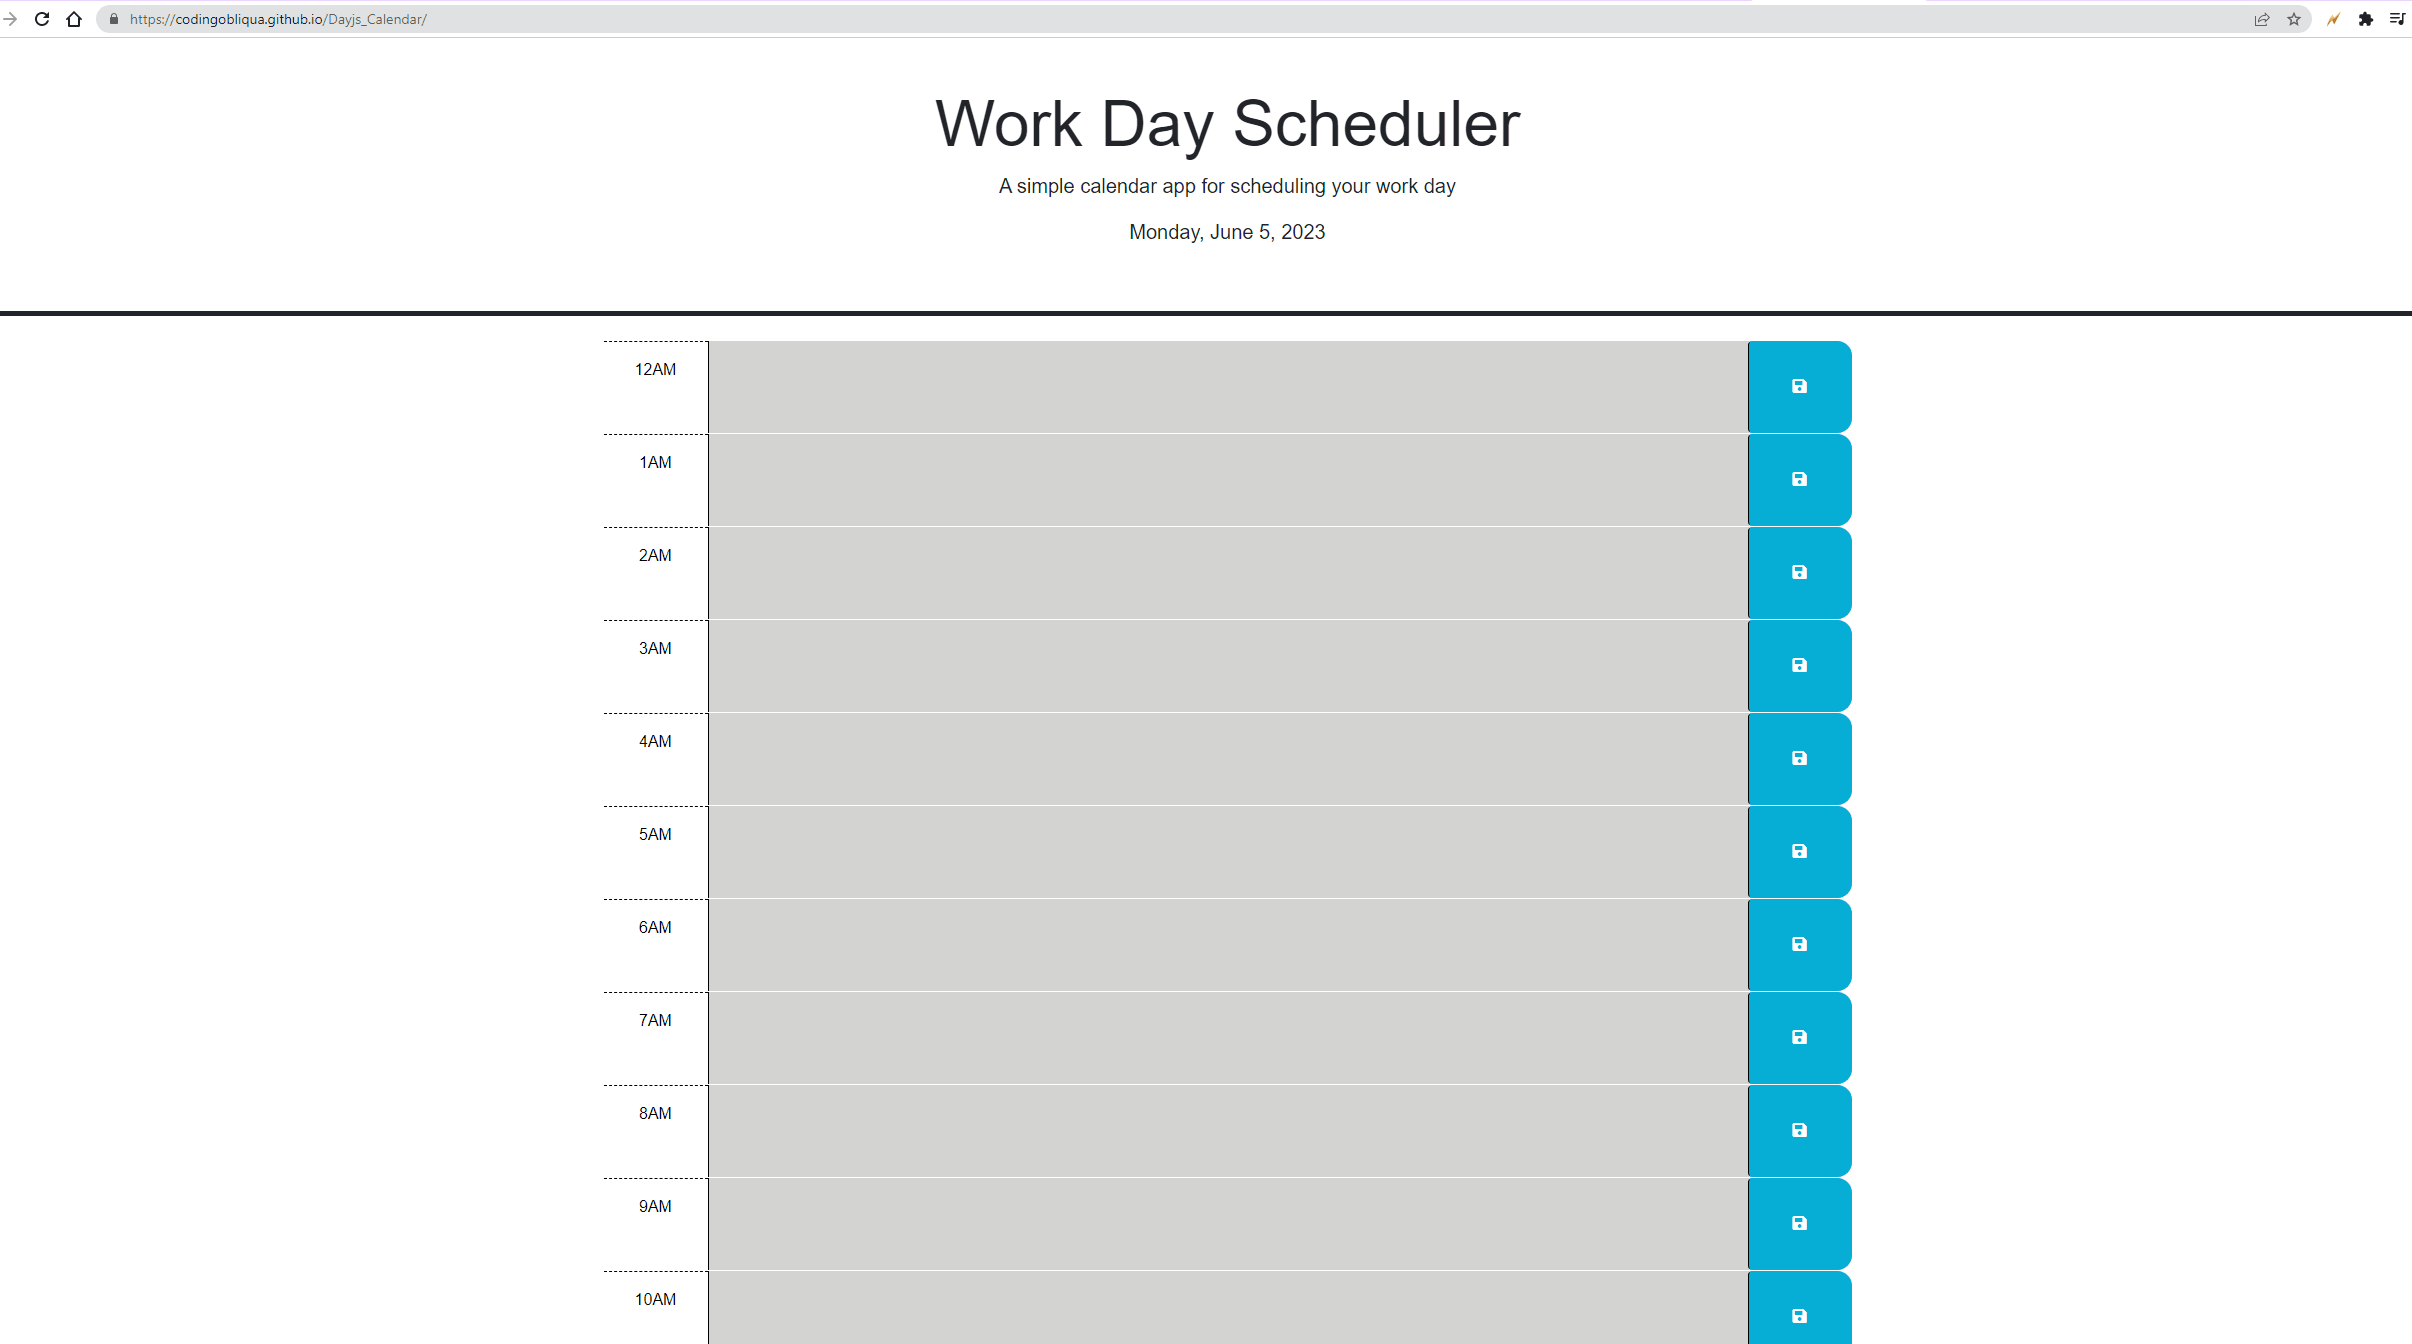 https://codingobliqua.github.io/Dayjs_Calendar/
Work Day Scheduler
A simple calendar app for scheduling your work day
Monday, June 5, 2023
12AM
1AM
2AM
3AM
4AM
5AM
6AM
7AM
8AM
9AM
10AM